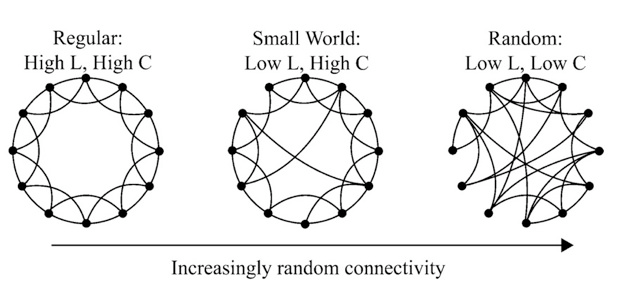 Regular:
High L, High C
Small World:
Low L, High C
Random:
Low L, Low C
Increasingly random connectivity